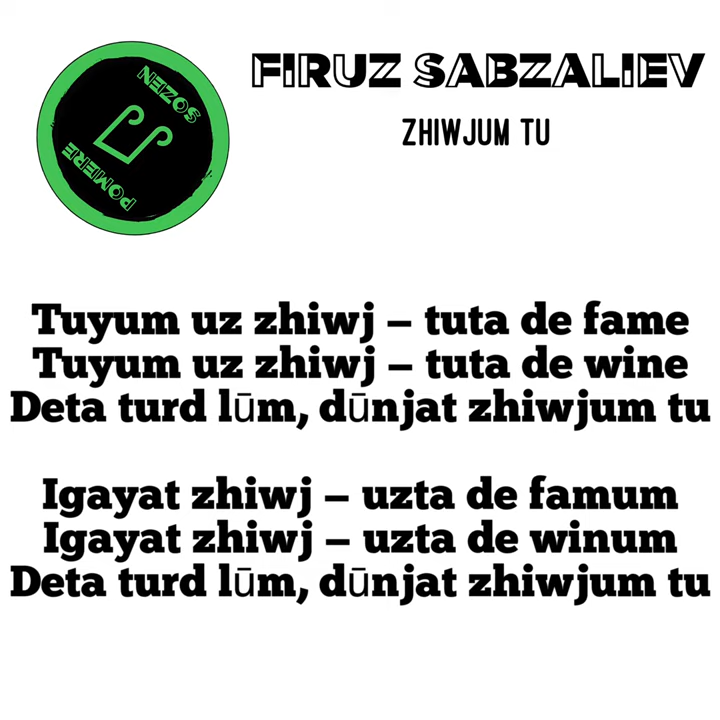 FIRUZ SABZALIEV
ZHIWJUM TU
SOZEN
POMERE
Tuyum uz zhiwj – tuta de fame
Tuyum uz zhiwj – tuta de wine
Deta turd lūm, dūnjat zhiwjum tu
Igayat zhiwj – uzta de famum
Igayat zhiwj – uzta de winum
Deta turd lūm, dūnjat zhiwjum tu